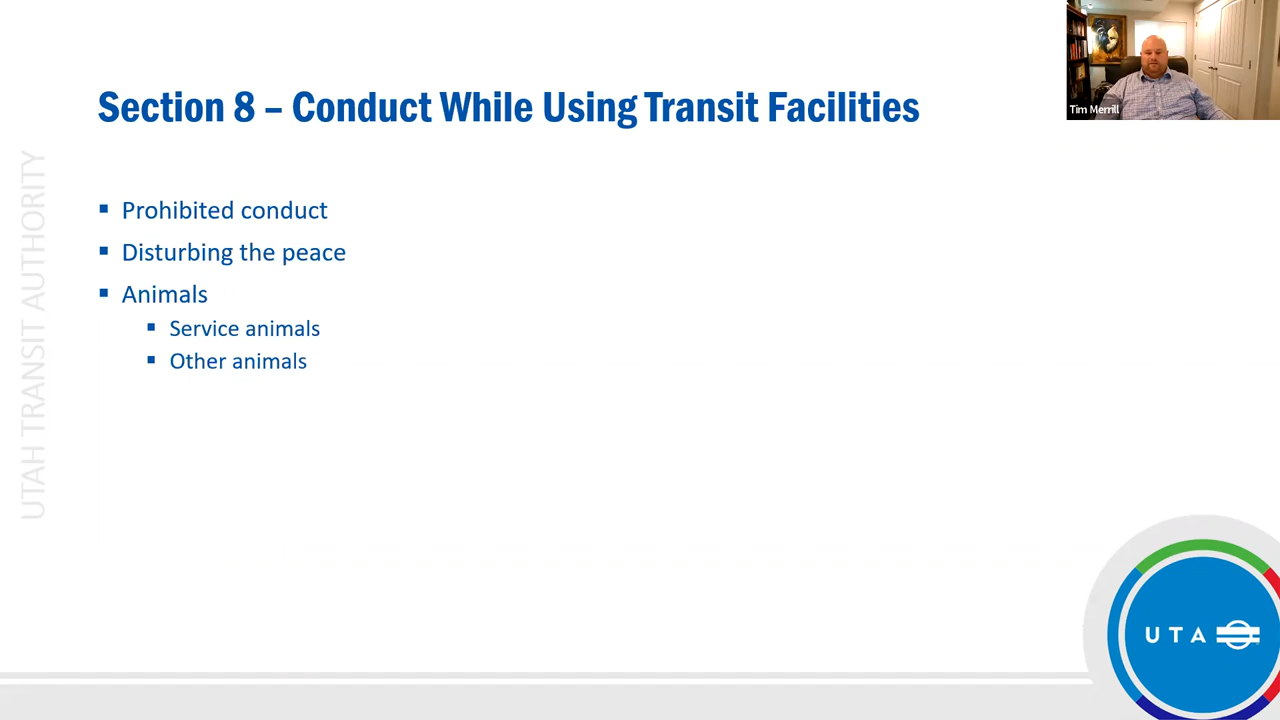 Section 8 – Conduct While Using Transit Facilities
Tim Merrill
UTAH TRANSIT AUTHORITY
▪ Prohibited conduct
▪ Disturbing the peace
▪ Animals
▪ Service animals
▪ Other animals
UTA